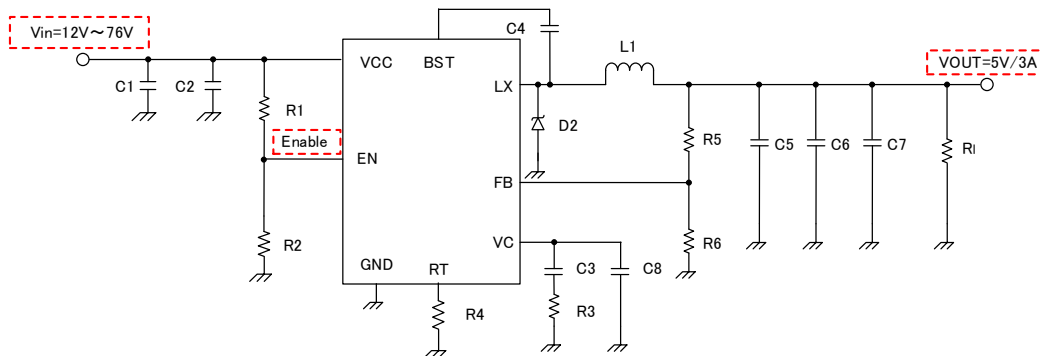 Vin=12V～76V
C4
L1
VOUT=5V/3A
VCC
BST
C1
C2
LX
R1
D2
Enable
R5
C5
C6
C7
Rl
EN
FB
R2
VC
R6
GND
RT
C3
C8
R4
R3